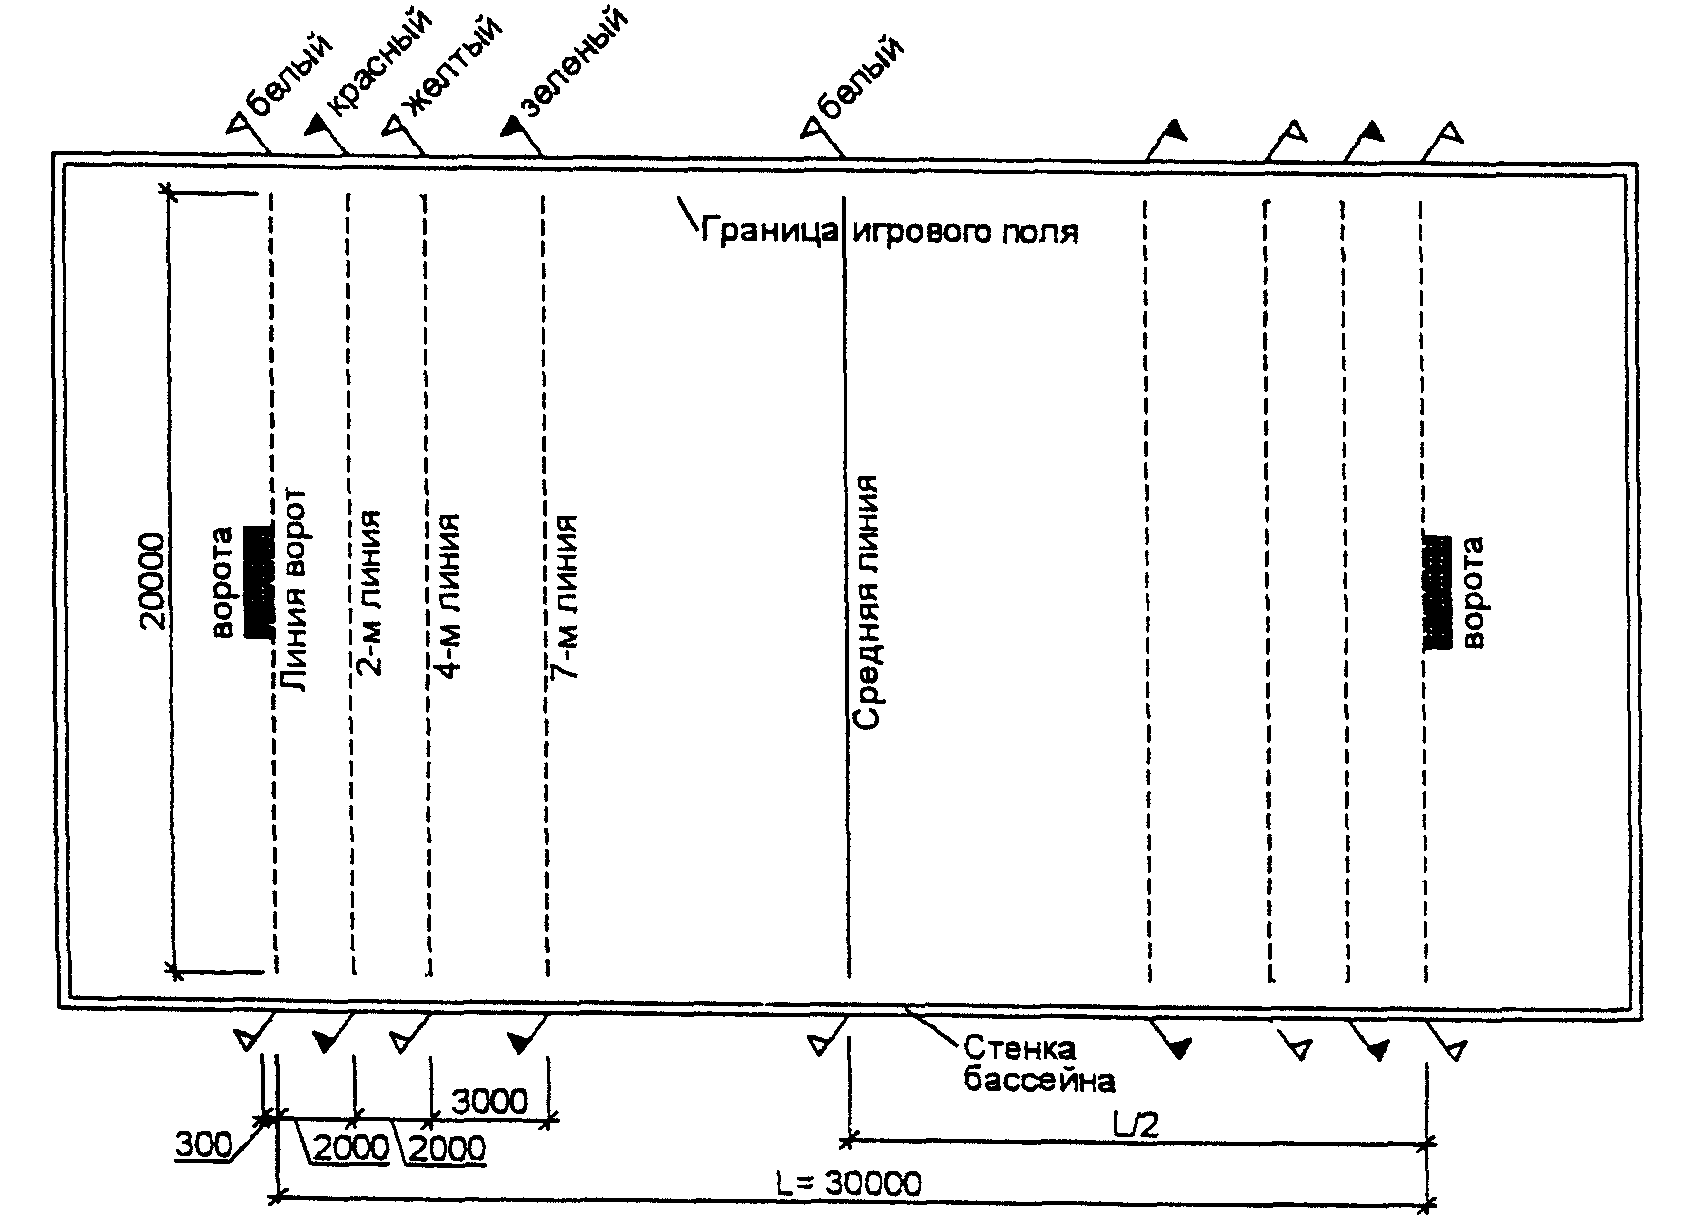 белый
красный
желтый
зеленый
белый
Граница игрового поля
20000
ворота
Линия ворот
2-м линия
4-м линия
7-м линия
Средняя линия
ворота
Стенка
бассейна
3000
300
2000
2000
L/2
L= 30000